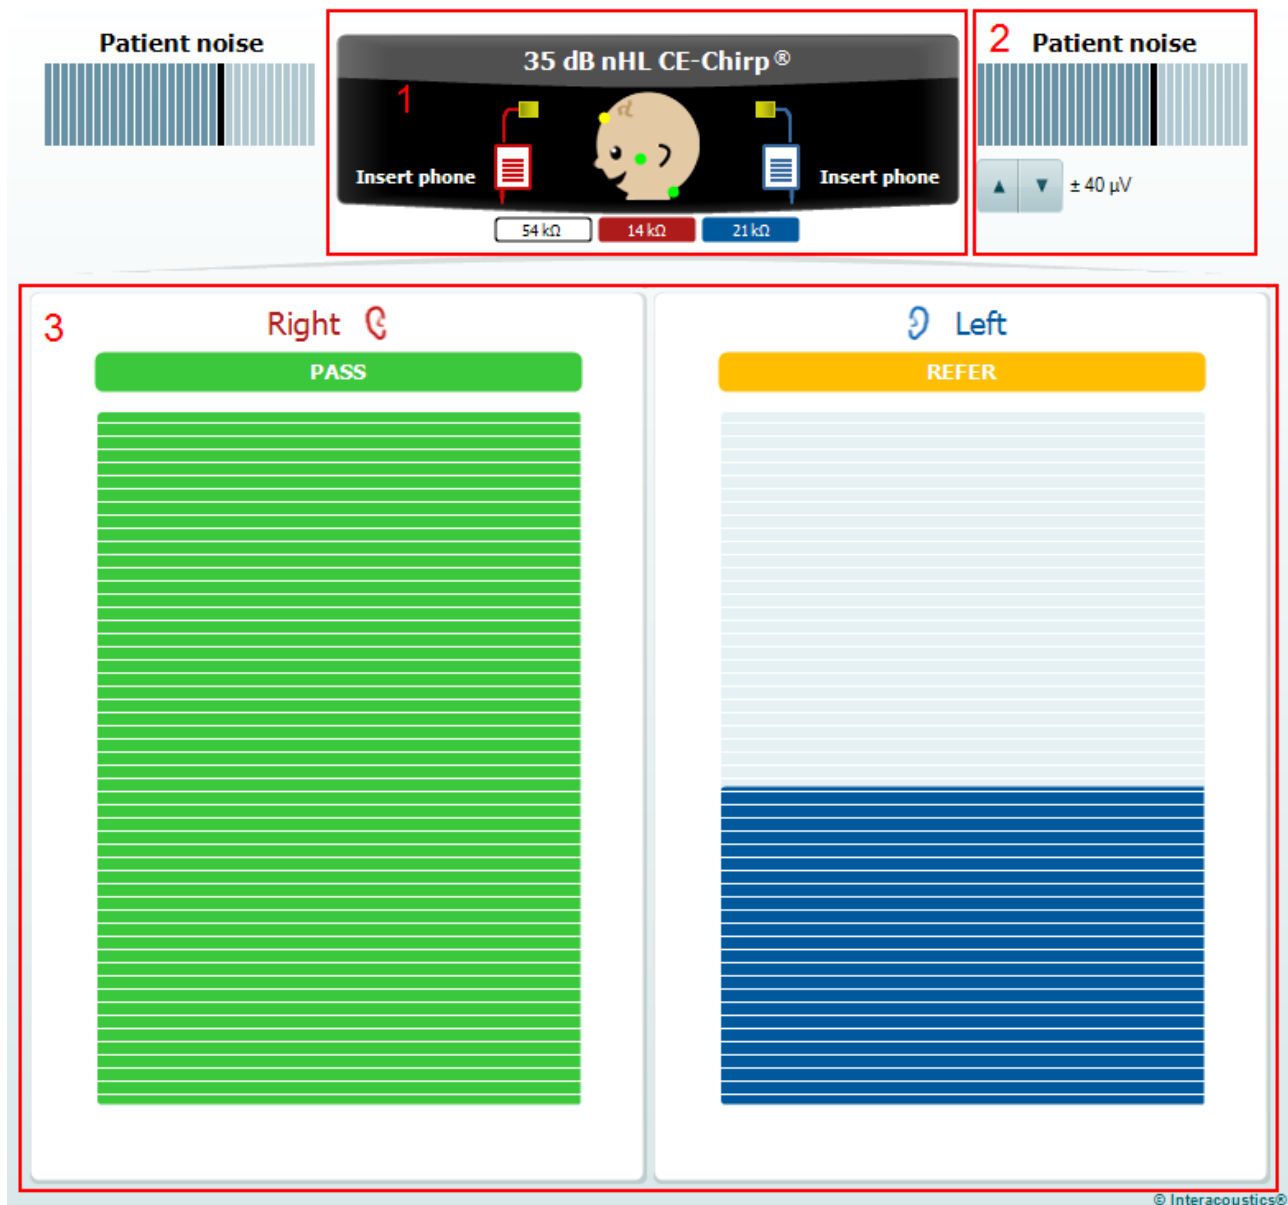 Patient noise
1
35 dB nHL CE-Chirp®
Insert phone
Insert phone
54 kΩ
14 kΩ
21 kΩ
2
Patient noise
± 40 µV
3
Right
PASS
Left
REFER
© Interacoustics®